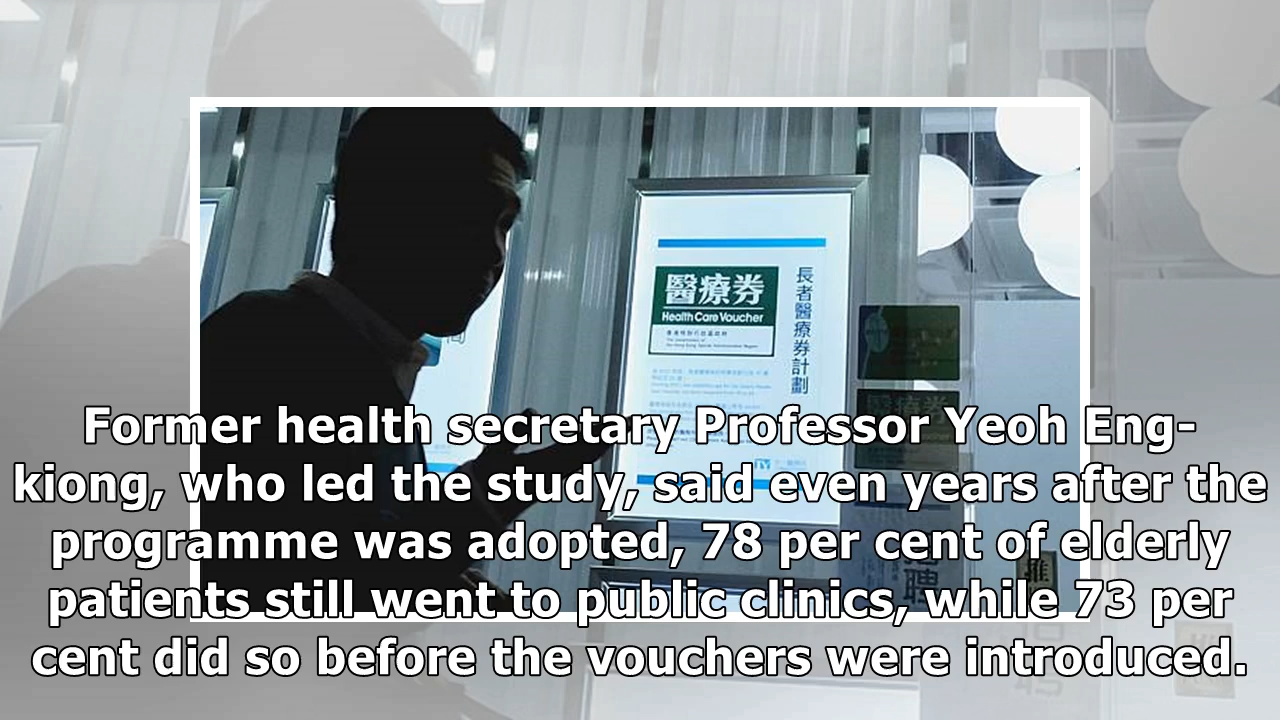 醫療券
Health Care Voucher
長者醫療券計劃
Former health secretary Professor Yeoh Eng-
kiong, who led the study, said even years after the
programme was adopted, 78 per cent of elderly
patients still went to public clinics, while 73 per
cent did so before the vouchers were introduced.